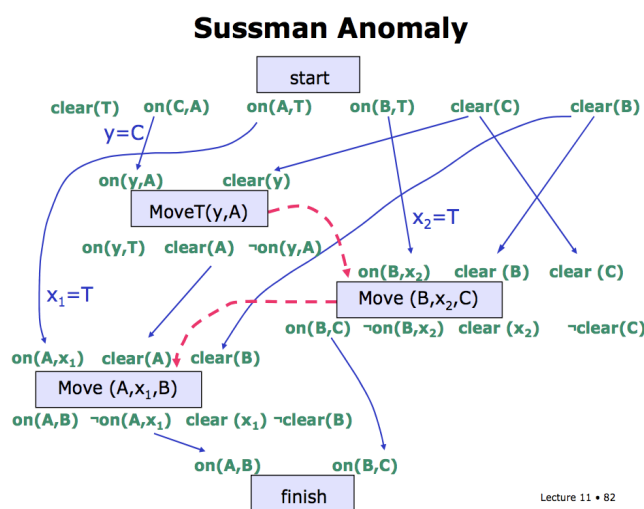 Sussman Anomaly
start
clear(T) on(C,A) on(A,T) on(B,T) clear(C) clear(B)
y=C
on(y,A) clear(y)
MoveT(y,A)
x₂=T
on(y,T) clear(A) ¬on(y,A)
on(B,x₂) clear (B) clear (C)
x₁=T
Move (B,x₂,C)
on(B,C) ¬on(B,x₂) clear (x₂) ¬clear(C)
on(A,x₁) clear(A) clear(B)
Move (A,x₁,B)
on(A,B) ¬on(A,x₁) clear (x₁) ¬clear(B)
on(A,B) on(B,C)
finish
Lecture 11 • 82